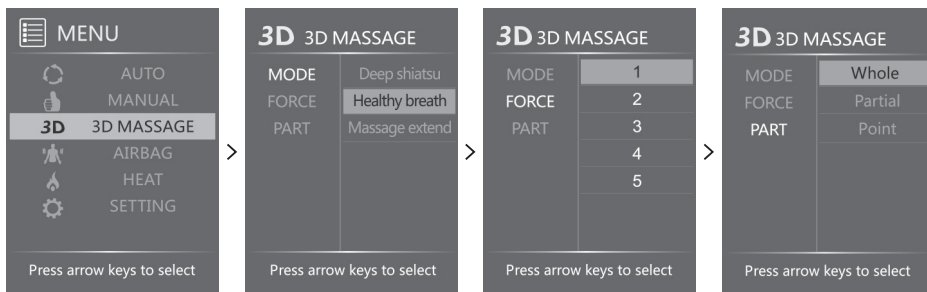 MENU
AUTO
MANUAL
3D 3D MASSAGE
AIRBAG
HEAT
SETTING
Press arrow keys to select
>
3D 3D MASSAGE
MODE Deep shiatsu
FORCE Healthy breath
PART Massage extend
Press arrow keys to select
>
3D 3D MASSAGE
MODE 1
FORCE 2
PART 3
4
5
Press arrow keys to select
>
3D 3D MASSAGE
MODE Whole
FORCE Partial
PART Point
Press arrow keys to select